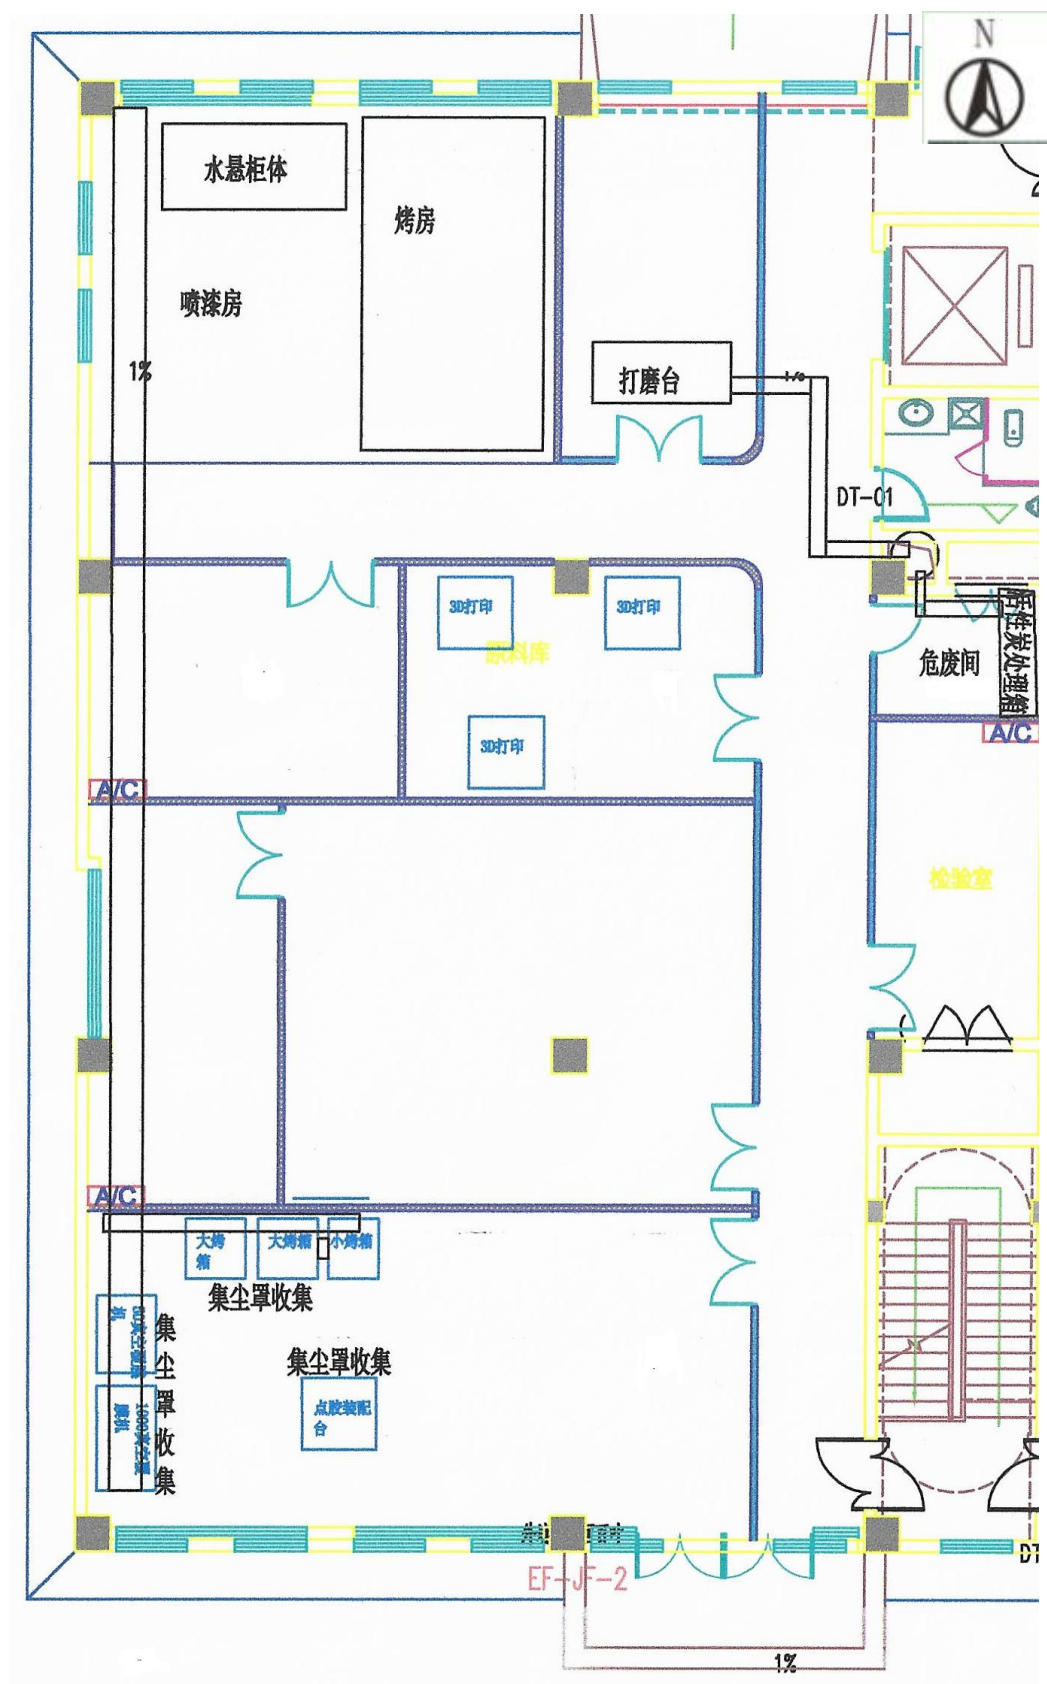 N
水悬柜体
烤房
喷漆房
1%
打磨台
DT-01
3D打印
3D打印
原料库
危废间
活性炭处理箱
3D打印
A/C
A/C
检验室
A/C
大烤
箱
大烤箱
小烤箱
集尘罩收集
集尘罩收集
集尘罩收集
点胶装配
台
EF-JF-2
DT
1%